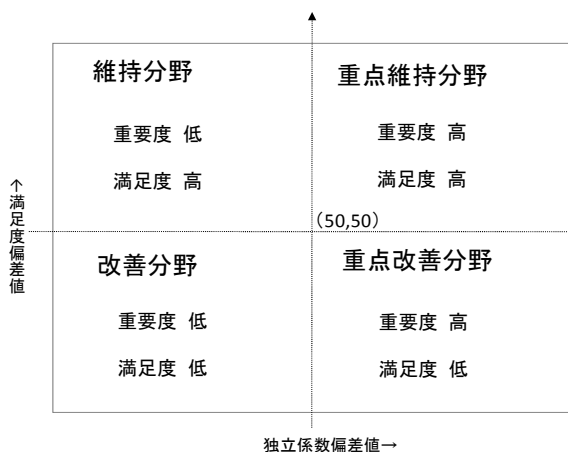 維持分野
重点維持分野
重要度 低
重要度 高
満足度 高
満足度 高
(50,50)
↑満足度偏差値
改善分野
重点改善分野
重要度 低
重要度 高
満足度 低
満足度 低
独立係数偏差値→